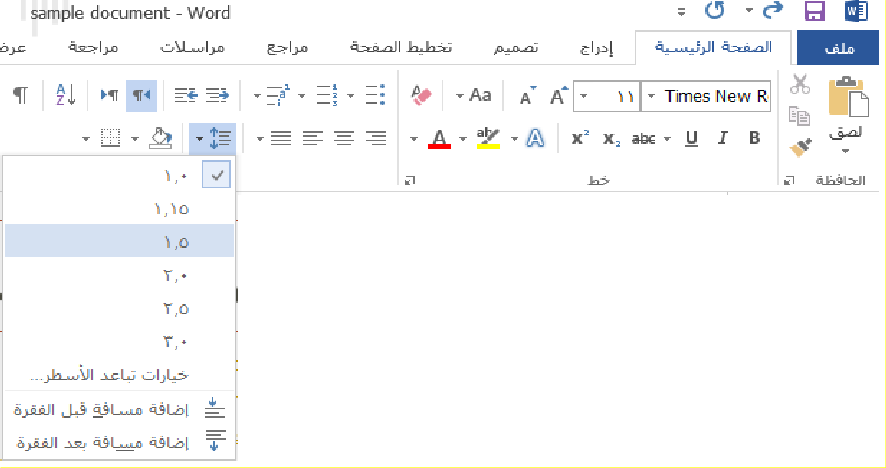 sample document - Word
ملف
الصفحة الرئيسية
إدراج
تصميم
تخطيط الصفحة
مراجع
مراسلات
مراجعة
عرض
لصق
الحافظة
Times New R
١١
Aa
B I U abc x₂ x²
خط
١,٠
١,١٥
١,٥
٢,٠
٢,٥
٣,٠
خيارات تباعد الأسطر...
إضافة مسافة قبل الفقرة
إضافة مسافة بعد الفقرة